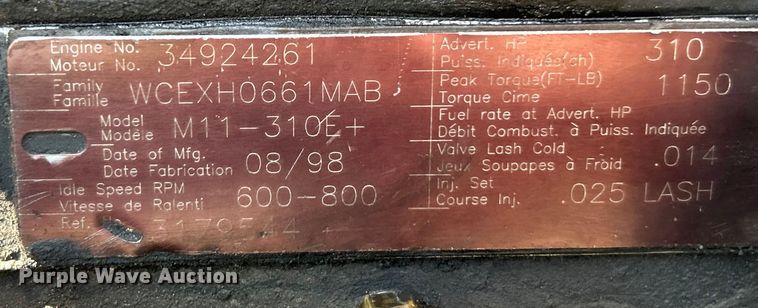 Engine No. 34924261
Moteur No.
Family WCEXH0661MAB
Famille
Model M11-310E+
Modèle
Date of Mfg. 08/98
Date Fabrication
Idle Speed RPM 600-800
Vitesse de Ralenti
Ref. No.
Advert. HP 310
Puiss. Indiquée(ch)
Peak Torque(FT-LB) 1150
Torque Cime
Fuel rate at Advert. HP
Débit Combust. à Puiss. Indiquée
Valve Lash Cold .014
Jeux Soupapes à Froid
Inj. Set .025 LASH
Course Inj.
Purple Wave Auction